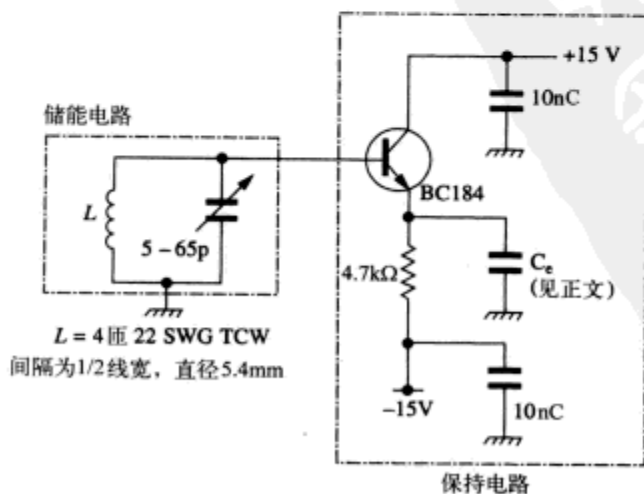 储能电路
L
5－65p
L = 4匝 22 SWG TCW
间隔为1/2线宽，直径5.4mm
+15 V
10nC
BC184
4.7kΩ
Ce
(见正文)
−15V
10nC
保持电路